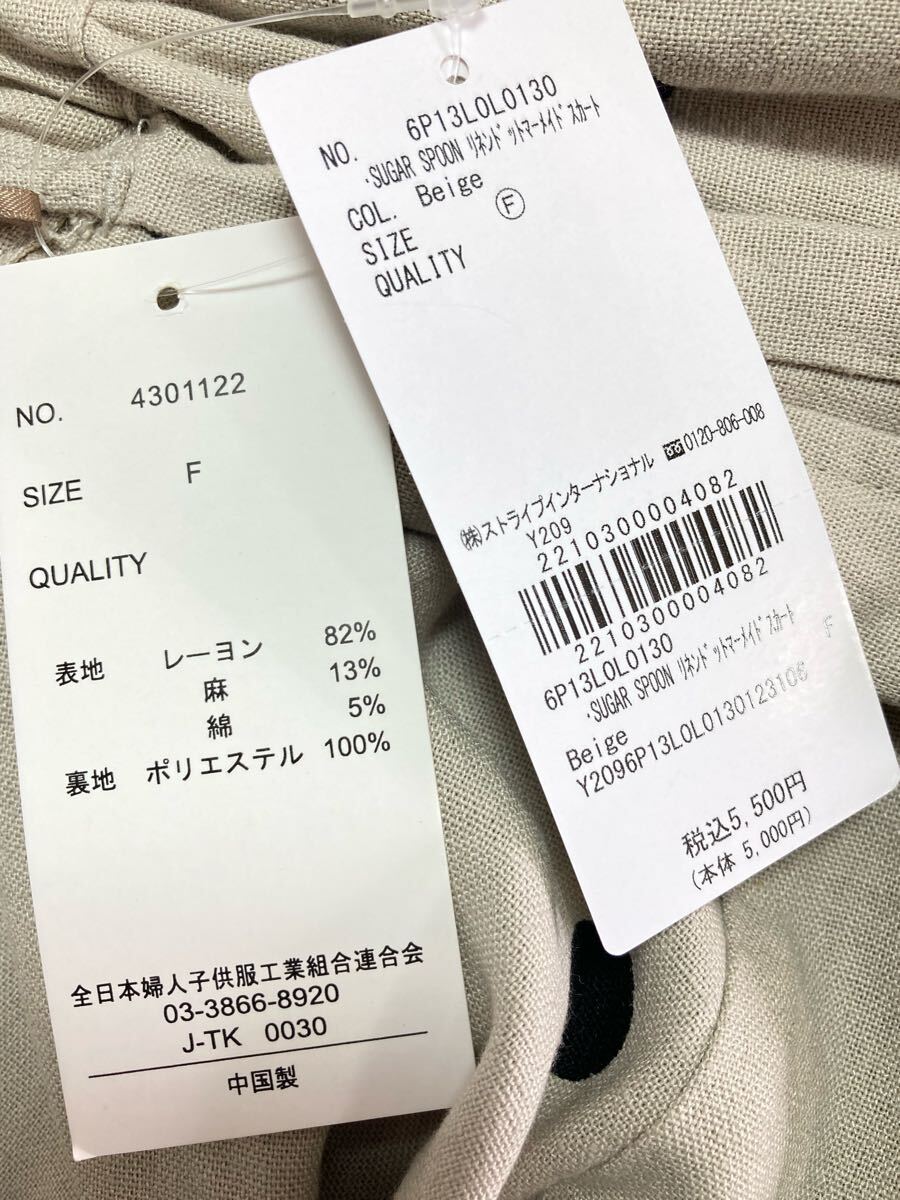 NO. 4301122
SIZE F
QUALITY
表地 レーヨン 82%
麻 13%
綿 5%
裏地 ポリエステル 100%
全日本婦人子供服工業組合連合会
03-3866-8920
J-TK 0030
中国製
NO. 6P13L0L0130
.SUGAR SPOON リネンドットマーメイドスカート
COL. Beige
SIZE Ⓕ
QUALITY
㈱ストライプインターナショナル 0120-806-008
Y209
2210300004082
2210300004082
6P13L0L0130
.SUGAR SPOON リネンドットマーメイドスカート
Beige F
Y2096P13L0L0130123106
税込5,500円
(本体 5,000円)